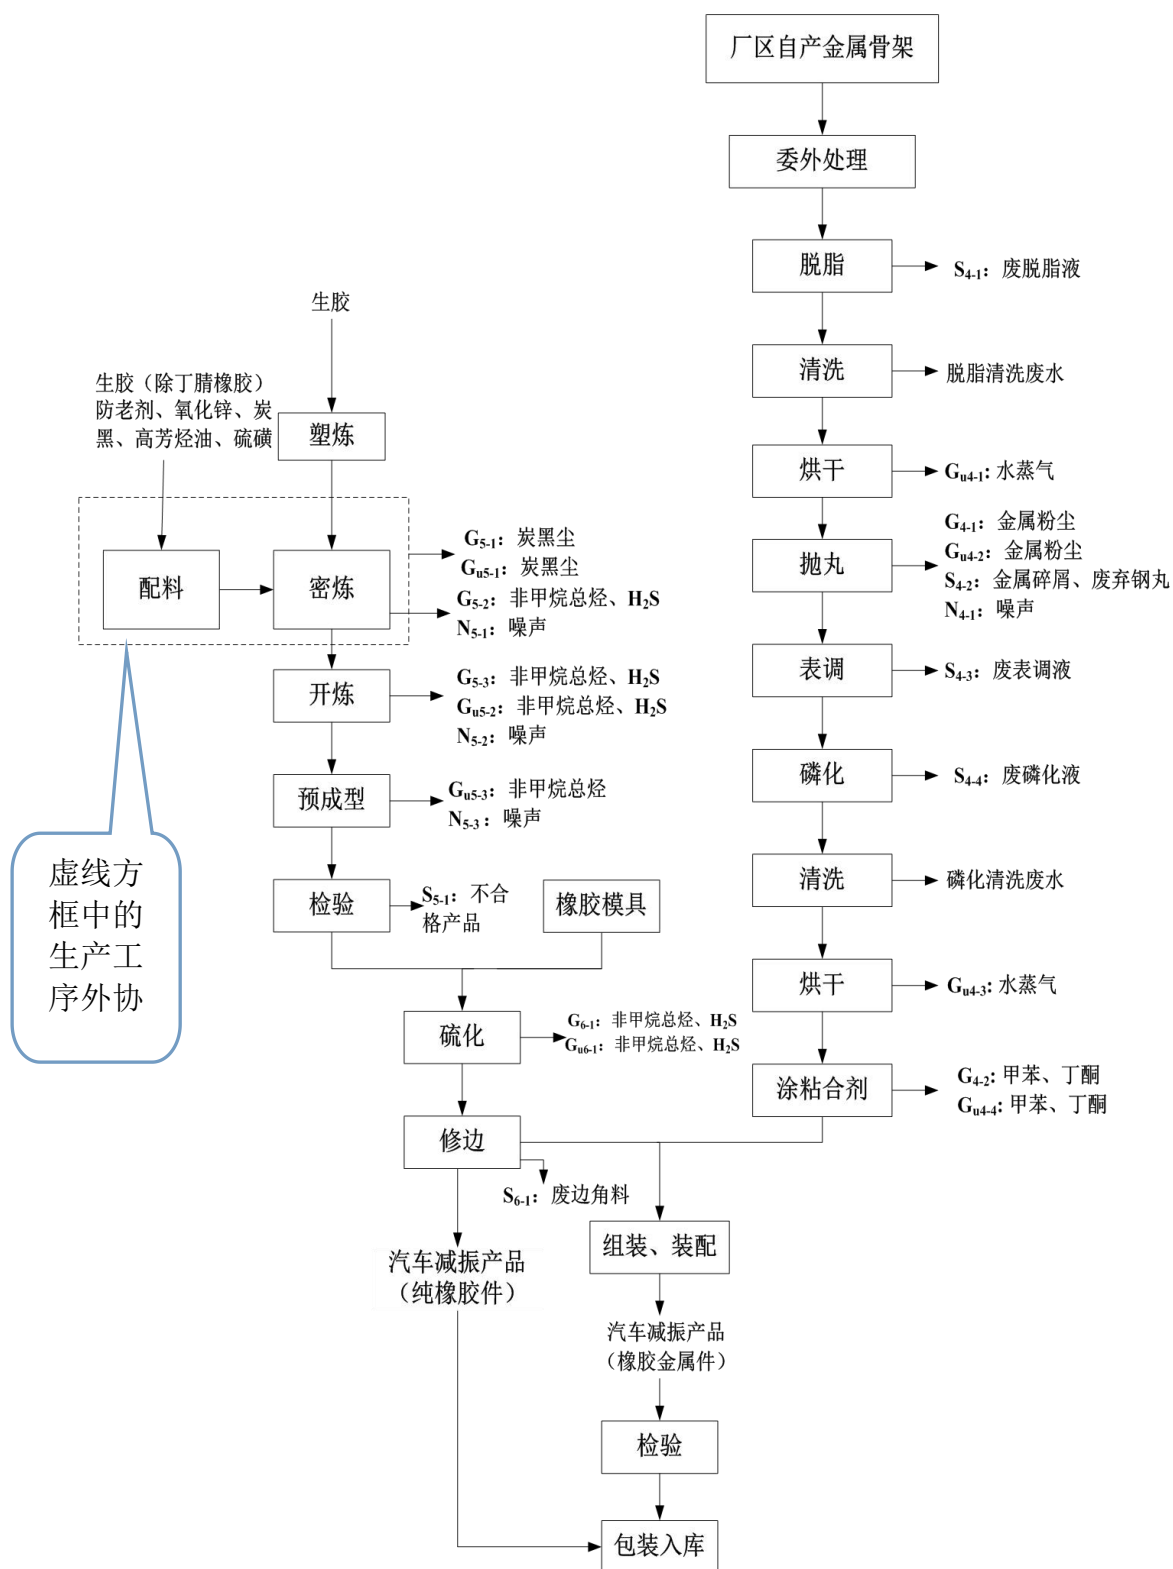 厂区自产金属骨架
委外处理
脱脂
S4-1：废脱脂液
清洗
脱脂清洗废水
烘干
Gu4-1: 水蒸气
抛丸
G4-1：金属粉尘
Gu4-2：金属粉尘
S4-2：金属碎屑、废弃钢丸
N4-1：噪声
表调
S4-3：废表调液
磷化
S4-4：废磷化液
清洗
磷化清洗废水
烘干
Gu4-3: 水蒸气
涂粘合剂
G4-2: 甲苯、丁酮
Gu4-4: 甲苯、丁酮
生胶
生胶（除丁腈橡胶）
防老剂、氧化锌、炭
黑、高芳烃油、硫磺
塑炼
配料
密炼
G5-1：炭黑尘
Gu5-1：炭黑尘
G5-2：非甲烷总烃、H2S
N5-1：噪声
开炼
G5-3：非甲烷总烃、H2S
Gu5-2：非甲烷总烃、H2S
N5-2：噪声
预成型
Gu5-3：非甲烷总烃
N5-3：噪声
虚线方
框中的
生产工
序外协
检验
S5-1：不合
格产品
橡胶模具
硫化
G6-1：非甲烷总烃、H2S
Gu6-1：非甲烷总烃、H2S
修边
S6-1：废边角料
汽车减振产品
（纯橡胶件）
组装、装配
汽车减振产品
（橡胶金属件）
检验
包装入库